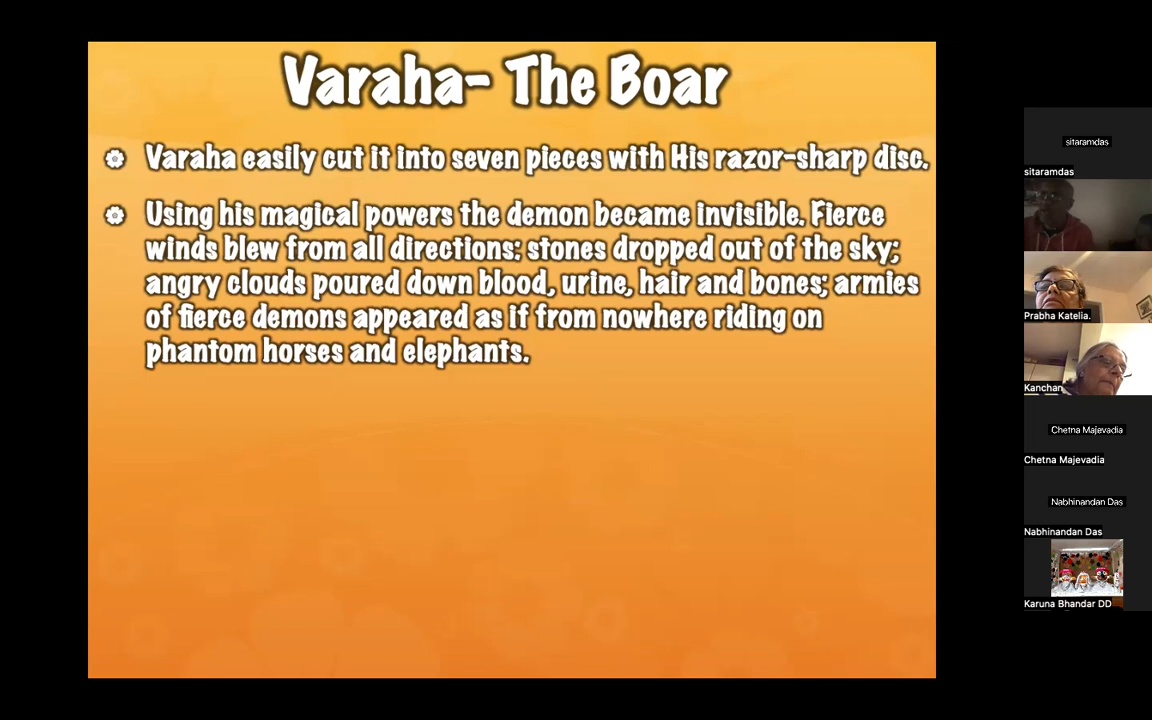 Varaha- The Boar
Varaha easily cut it into seven pieces with His razor-sharp disc.
Using his magical powers the demon became invisible. Fierce
winds blew from all directions: stones dropped out of the sky;
angry clouds poured down blood, urine, hair and bones; armies
of fierce demons appeared as if from nowhere riding on
phantom horses and elephants.
sitaramdas
sitaramdas
Prabha Katelia.
Kanchan
Chetna Majevadia
Chetna Majevadia
Nabhinandan Das
Nabhinandan Das
Karuna Bhandar DD